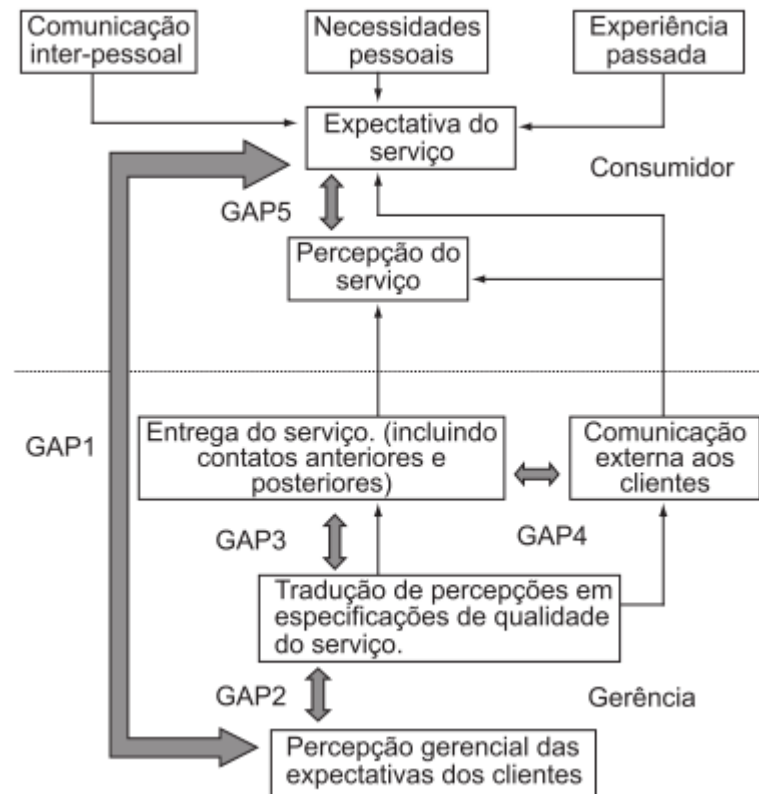 Comunicação
inter-pessoal
Necessidades
pessoais
Experiência
passada
Expectativa do
serviço
Consumidor
GAP5
Percepção do
serviço
GAP1
Entrega do serviço. (incluindo
contatos anteriores e
posteriores)
Comunicação
externa aos
clientes
GAP3
GAP4
Tradução de percepções em
especificações de qualidade
do serviço.
GAP2
Gerência
Percepção gerencial das
expectativas dos clientes